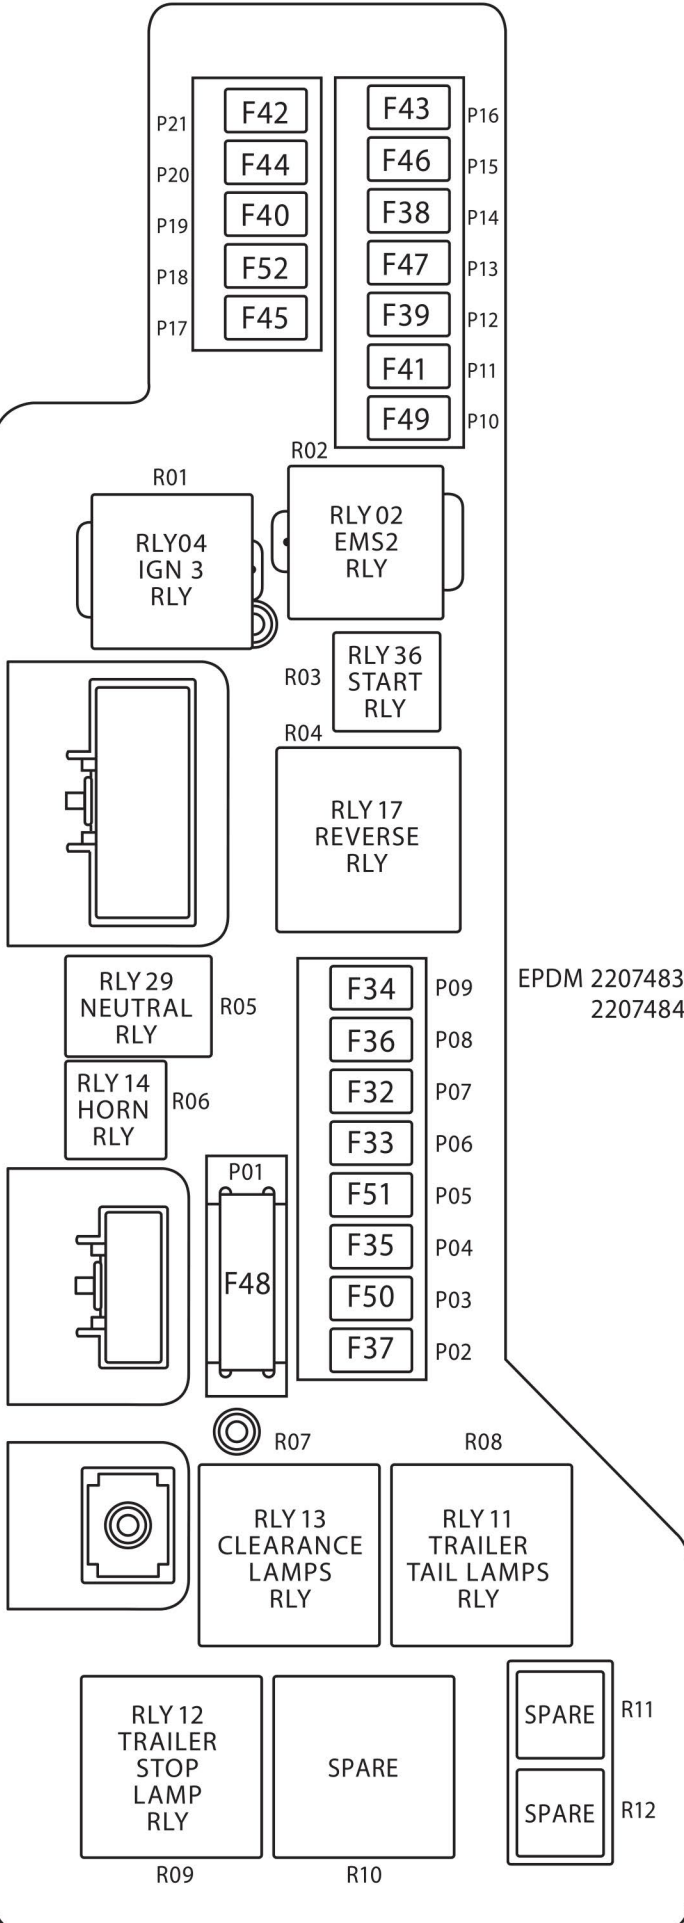 P21
F42
P20
F44
P19
F40
P18
F52
P17
F45
F43
P16
F46
P15
F38
P14
F47
P13
F39
P12
F41
P11
F49
P10
R01
RLY04
IGN 3
RLY
R02
RLY 02
EMS2
RLY
R03
RLY 36
START
RLY
R04
RLY 17
REVERSE
RLY
RLY 29
NEUTRAL
RLY
R05
RLY 14
HORN
RLY
R06
F34
P09
F36
P08
F32
P07
F33
P06
F51
P05
F35
P04
F50
P03
F37
P02
EPDM 2207483
2207484
P01
F48
R07
RLY 13
CLEARANCE
LAMPS
RLY
R08
RLY 11
TRAILER
TAIL LAMPS
RLY
RLY 12
TRAILER
STOP
LAMP
RLY
R09
SPARE
R10
SPARE
R11
SPARE
R12